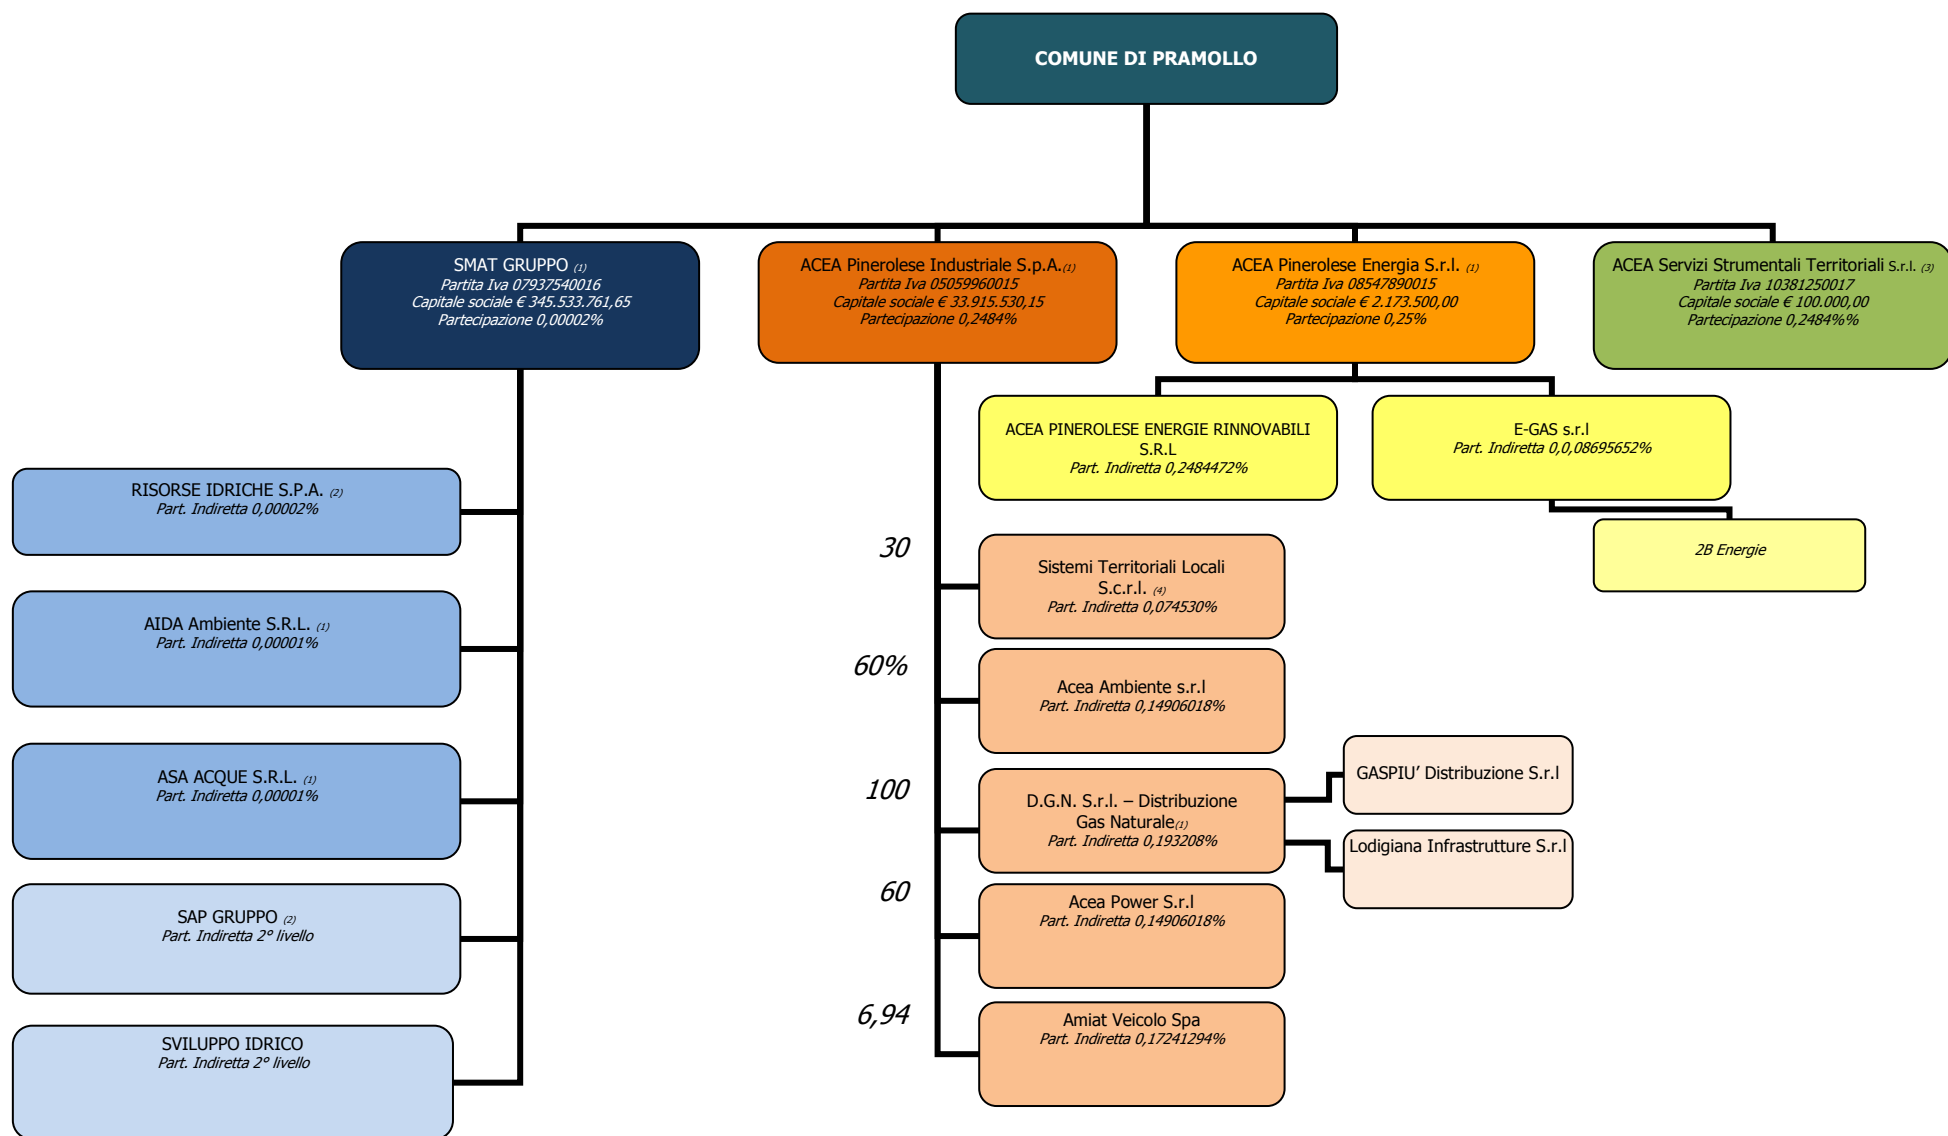 COMUNE DI PRAMOLLO
SMAT GRUPPO (1)
Partita Iva 07937540016
Capitale sociale € 345.533.761,65
Partecipazione 0,00002%
ACEA Pinerolese Industriale S.p.A.(1)
Partita Iva 05059960015
Capitale sociale € 33.915.530,15
Partecipazione 0,2484%
ACEA Pinerolese Energia S.r.l. (1)
Partita Iva 08547890015
Capitale sociale € 2.173.500,00
Partecipazione 0,25%
ACEA Servizi Strumentali Territoriali S.r.l. (3)
Partita Iva 10381250017
Capitale sociale € 100.000,00
Partecipazione 0,2484%%
ACEA PINEROLESE ENERGIE RINNOVABILI
S.R.L
Part. Indiretta 0,2484472%
E-GAS s.r.l
Part. Indiretta 0,0,08695652%
2B Energie
RISORSE IDRICHE S.P.A. (2)
Part. Indiretta 0,00002%
AIDA Ambiente S.R.L. (1)
Part. Indiretta 0,00001%
ASA ACQUE S.R.L. (1)
Part. Indiretta 0,00001%
SAP GRUPPO (2)
Part. Indiretta 2° livello
SVILUPPO IDRICO
Part. Indiretta 2° livello
30
Sistemi Territoriali Locali
S.c.r.l. (4)
Part. Indiretta 0,074530%
60%
Acea Ambiente s.r.l
Part. Indiretta 0,14906018%
100
D.G.N. S.r.l. – Distribuzione
Gas Naturale(1)
Part. Indiretta 0,193208%
GASPIU’ Distribuzione S.r.l
Lodigiana Infrastrutture S.r.l
60
Acea Power S.r.l
Part. Indiretta 0,14906018%
6,94
Amiat Veicolo Spa
Part. Indiretta 0,17241294%